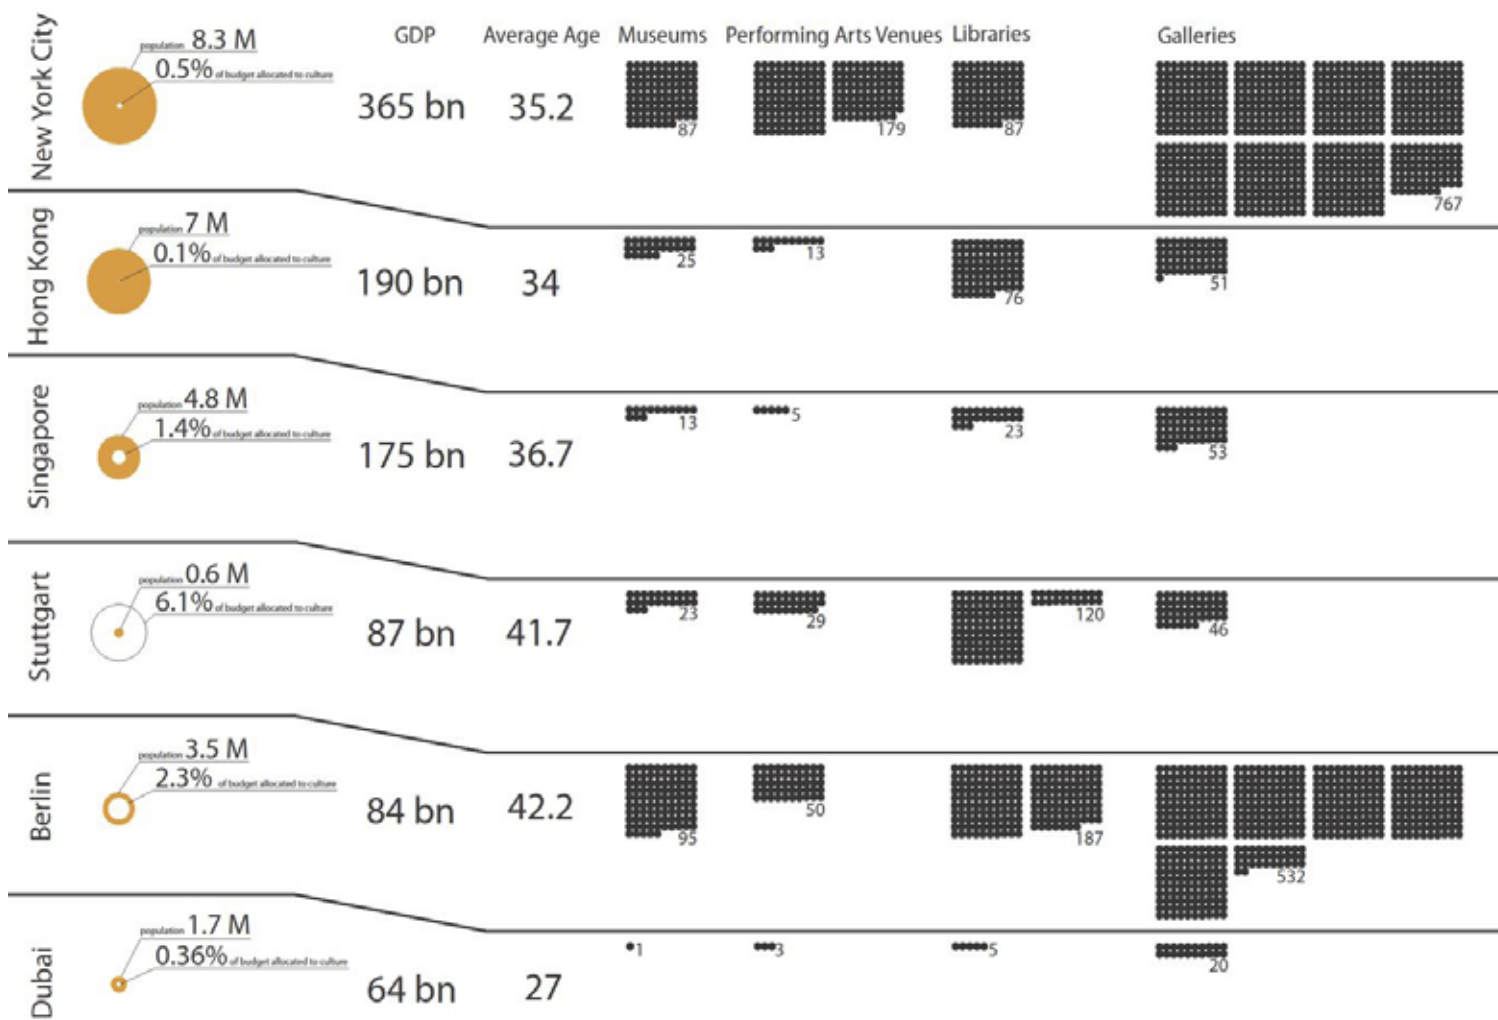 GDP Average Age Museums Performing Arts Venues Libraries Galleries
New York City
population 8.3 M
0.5% of budget allocated to culture
365 bn 35.2 87 179 87 767
Hong Kong
population 7 M
0.1% of budget allocated to culture
190 bn 34 25 13 76 51
Singapore
population 4.8 M
1.4% of budget allocated to culture
175 bn 36.7 13 5 23 53
Stuttgart
population 0.6 M
6.1% of budget allocated to culture
87 bn 41.7 23 29 120 46
Berlin
population 3.5 M
2.3% of budget allocated to culture
84 bn 42.2 95 50 187 532
Dubai
population 1.7 M
0.36% of budget allocated to culture
64 bn 27 1 3 5 20